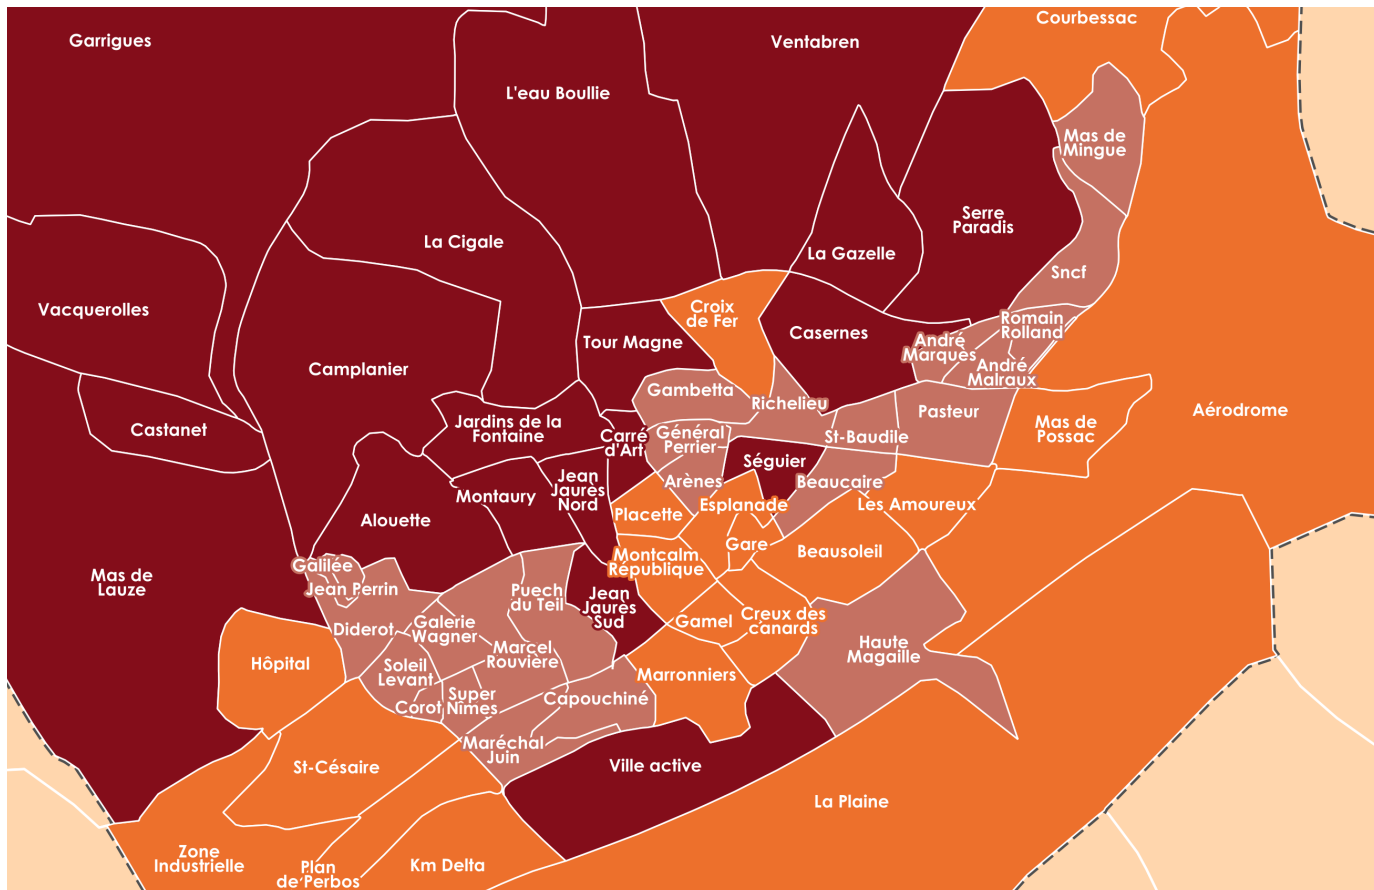 Courbessac
Garrigues
Ventabren
L'eau Bouillie
Mas de
Mingue
Serre
Paradis
La Cigale
La Gazelle
Sncf
Vacquerolles
Croix
de Fer
Romain
Rolland
Casernes
Tour Magne
André
Marquès
Camplanier
André
Malraux
Gambetta
Richelieu
Pasteur
Aérodrome
Mas de
Possac
Castanet
Jardins de la
Fontaine
Carré
d'Art
Général
Perrier
St-Baudile
Séguier
Jean
Jaurès
Nord
Arènes
Beaucaire
Montaury
Esplanade
Les Amoureux
Placette
Alouette
Gare
Beausoleil
Montcalm
République
Galilée
Mas de
Lauze
Jean Perrin
Puech
du Teil
Jean
Jaurès
Sud
Diderot
Galerie
Wagner
Gamel
Creux des
canards
Haute
Magaille
Marcel
Rouvière
Hôpital
Soleil
Levant
Marronniers
Super
Nîmes
Capouchiné
Corot
Maréchal
Juin
St-Césaire
Ville active
La Plaine
Zone
Industrielle
Plan
de Perbos
Km Delta